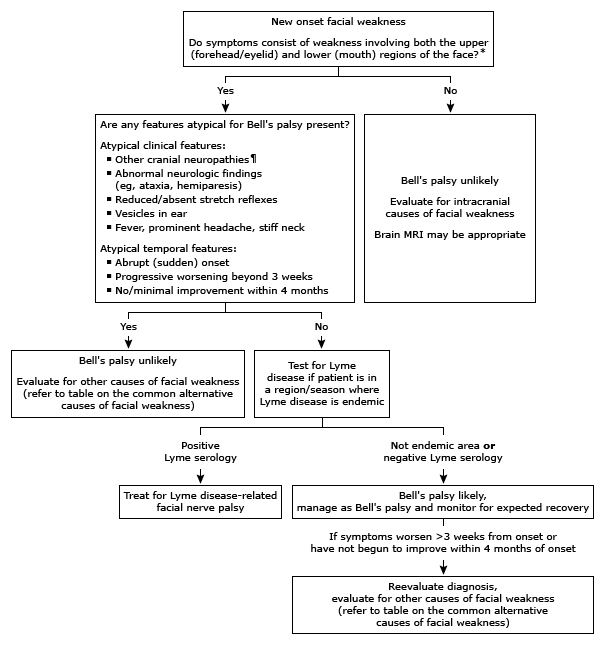 New onset facial weakness
Do symptoms consist of weakness involving both the upper
(forehead/eyelid) and lower (mouth) regions of the face?*
Yes
No
Are any features atypical for Bell's palsy present?
Atypical clinical features:
▪ Other cranial neuropathies¶
▪ Abnormal neurologic findings
(eg, ataxia, hemiparesis)
▪ Reduced/absent stretch reflexes
▪ Vesicles in ear
▪ Fever, prominent headache, stiff neck
Atypical temporal features:
▪ Abrupt (sudden) onset
▪ Progressive worsening beyond 3 weeks
▪ No/minimal improvement within 4 months
Bell's palsy unlikely
Evaluate for intracranial
causes of facial weakness
Brain MRI may be appropriate
Yes
No
Bell's palsy unlikely
Evaluate for other causes of facial weakness
(refer to table on the common alternative
causes of facial weakness)
Test for Lyme
disease if patient is in
a region/season where
Lyme disease is endemic
Positive
Lyme serology
Not endemic area or
negative Lyme serology
Treat for Lyme disease-related
facial nerve palsy
Bell's palsy likely,
manage as Bell's palsy and monitor for expected recovery
If symptoms worsen >3 weeks from onset or
have not begun to improve within 4 months of onset
Reevaluate diagnosis,
evaluate for other causes of facial weakness
(refer to table on the common alternative
causes of facial weakness)